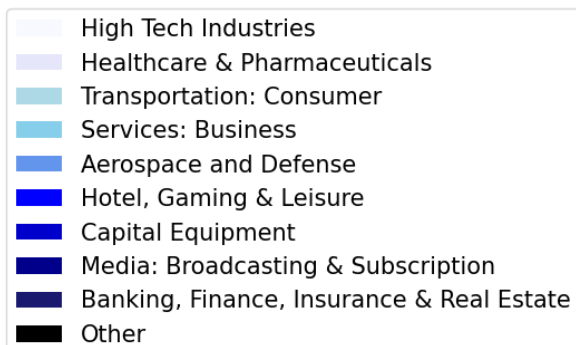 High Tech Industries
Healthcare & Pharmaceuticals
Transportation: Consumer
Services: Business
Aerospace and Defense
Hotel, Gaming & Leisure
Capital Equipment
Media: Broadcasting & Subscription
Banking, Finance, Insurance & Real Estate
Other